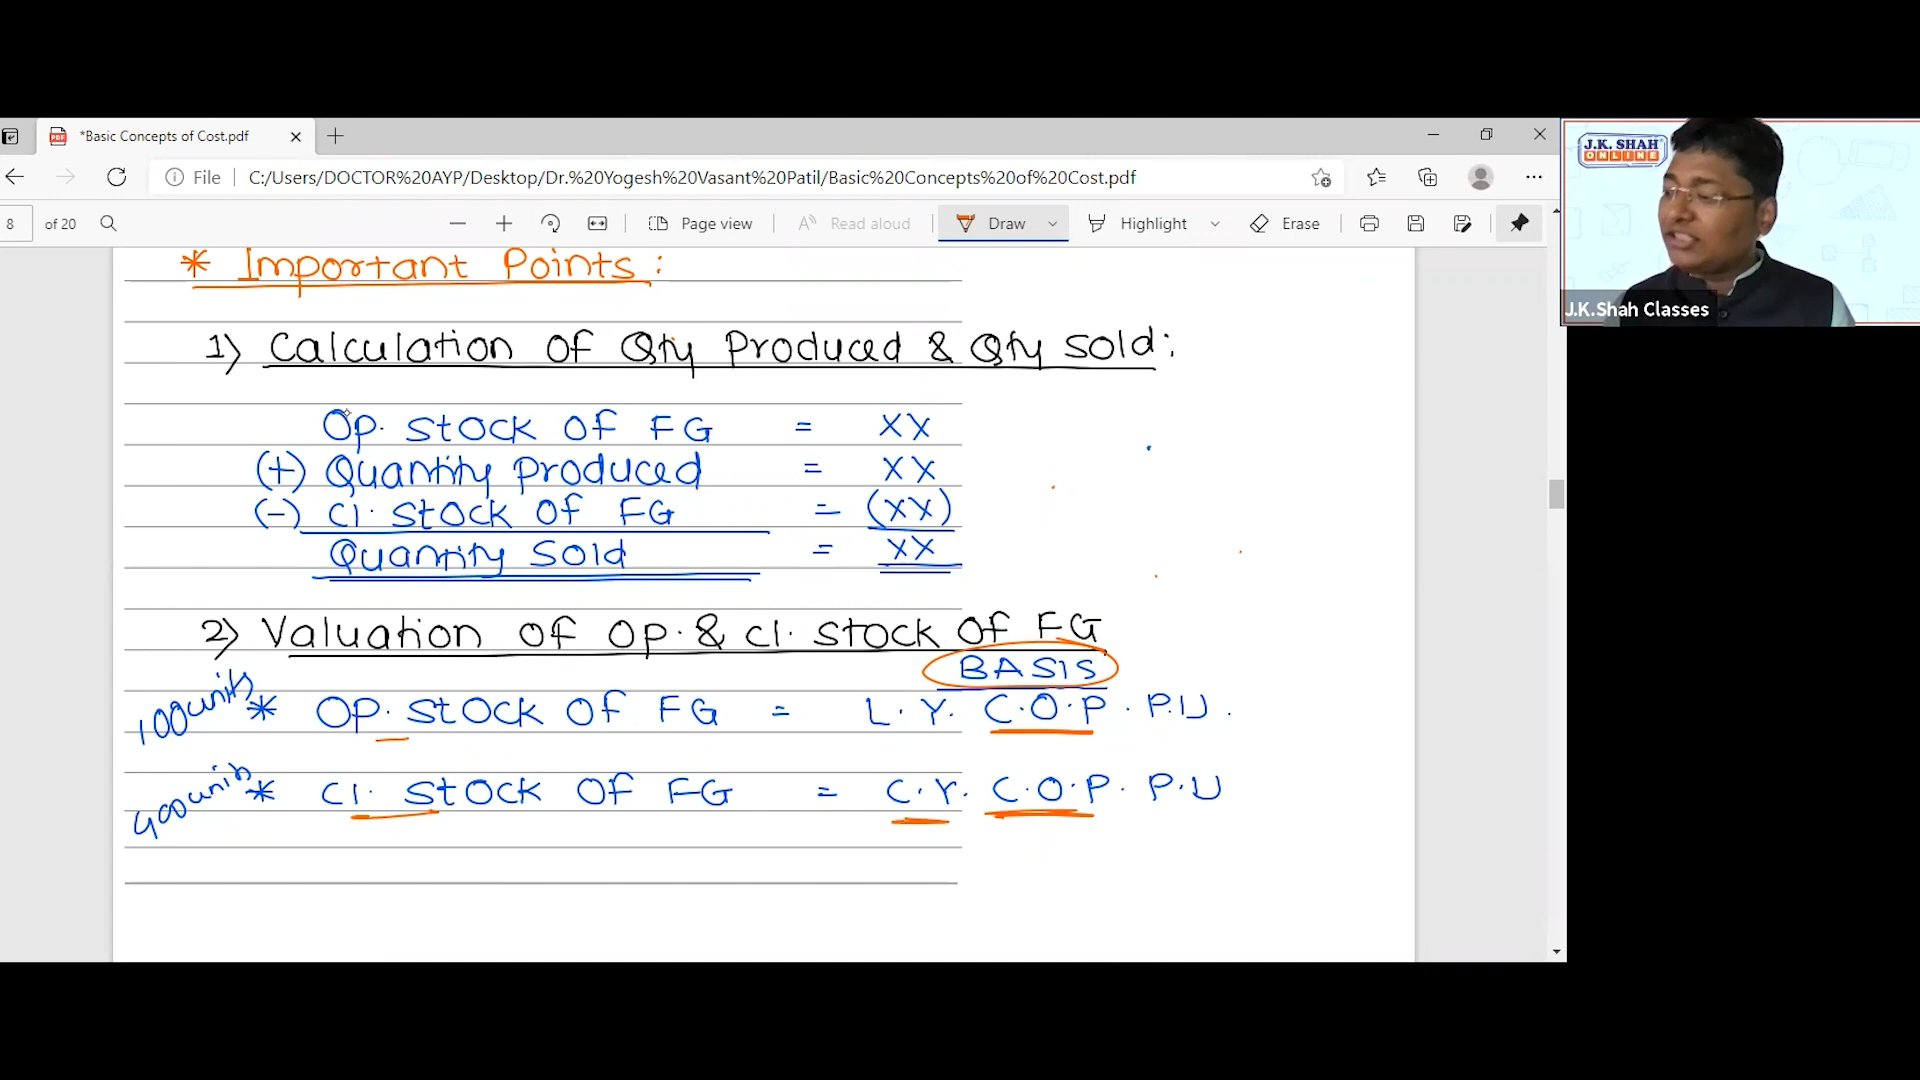 *Basic Concepts of Cost.pdf
File C:/Users/DOCTOR%20AYP/Desktop/Dr.%20Yogesh%20Vasant%20Patil/Basic%20Concepts%20of%20Cost.pdf
8 of 20 Page view Read aloud Draw Highlight Erase
J.K. SHAH
ONLINE
J.K.Shah Classes
* Important Points:
1) Calculation of Qty Produced & Qty sold:
Op. stock of FG = XX
(+) Quantity Produced = XX
(-) Cl. stock of FG = (XX)
Quantity Sold = XX
2) Valuation of Op. & Cl. stock of FG
BASIS
100 units * Op. stock of FG = L.Y. C.O.P. P.U.
400 units * Cl. stock of FG = C.Y. C.O.P. P.U